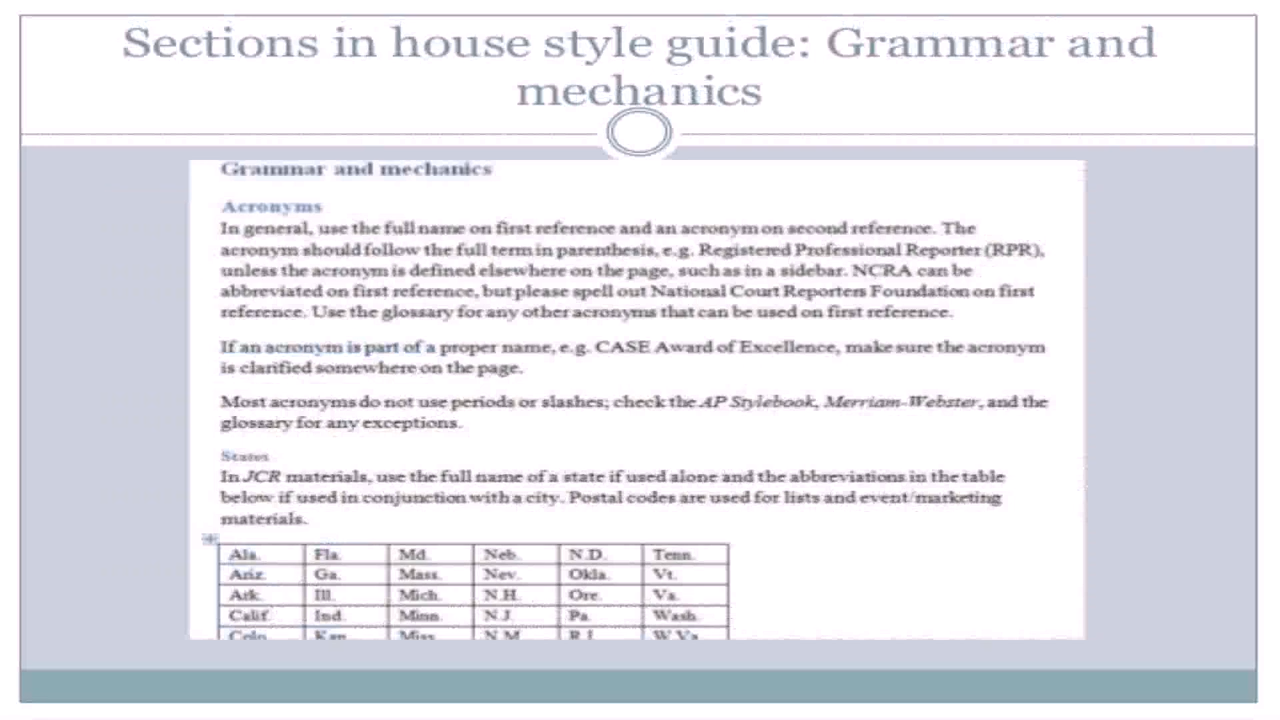 Sections in house style guide: Grammar and
mechanics
Grammar and mechanics
Acronyms
In general, use the full name on first reference and an acronym on second reference. The
acronym should follow the full term in parenthesis, e.g. Registered Professional Reporter (RPR),
unless the acronym is defined elsewhere on the page, such as in a sidebar. NCRA can be
abbreviated on first reference, but please spell out National Court Reporters Foundation on first
reference. Use the glossary for any other acronyms that can be used on first reference.
If an acronym is part of a proper name, e.g. CASE Award of Excellence, make sure the acronym
is clarified somewhere on the page.
Most acronyms do not use periods or slashes; check the AP Stylebook, Merriam-Webster, and the
glossary for any exceptions.
States
In JCR materials, use the full name of a state if used alone and the abbreviations in the table
below if used in conjunction with a city. Postal codes are used for lists and event/marketing
materials.
Ala. Fla. Md. Neb. N.D. Tenn.
Ariz. Ga. Mass. Nev. Okla. Vt.
Ark. Ill. Mich. N.H. Ore. Va.
Calif. Ind. Minn. N.J. Pa. Wash.
Colo. Kan. Miss. N.M. R.I. W.Va.